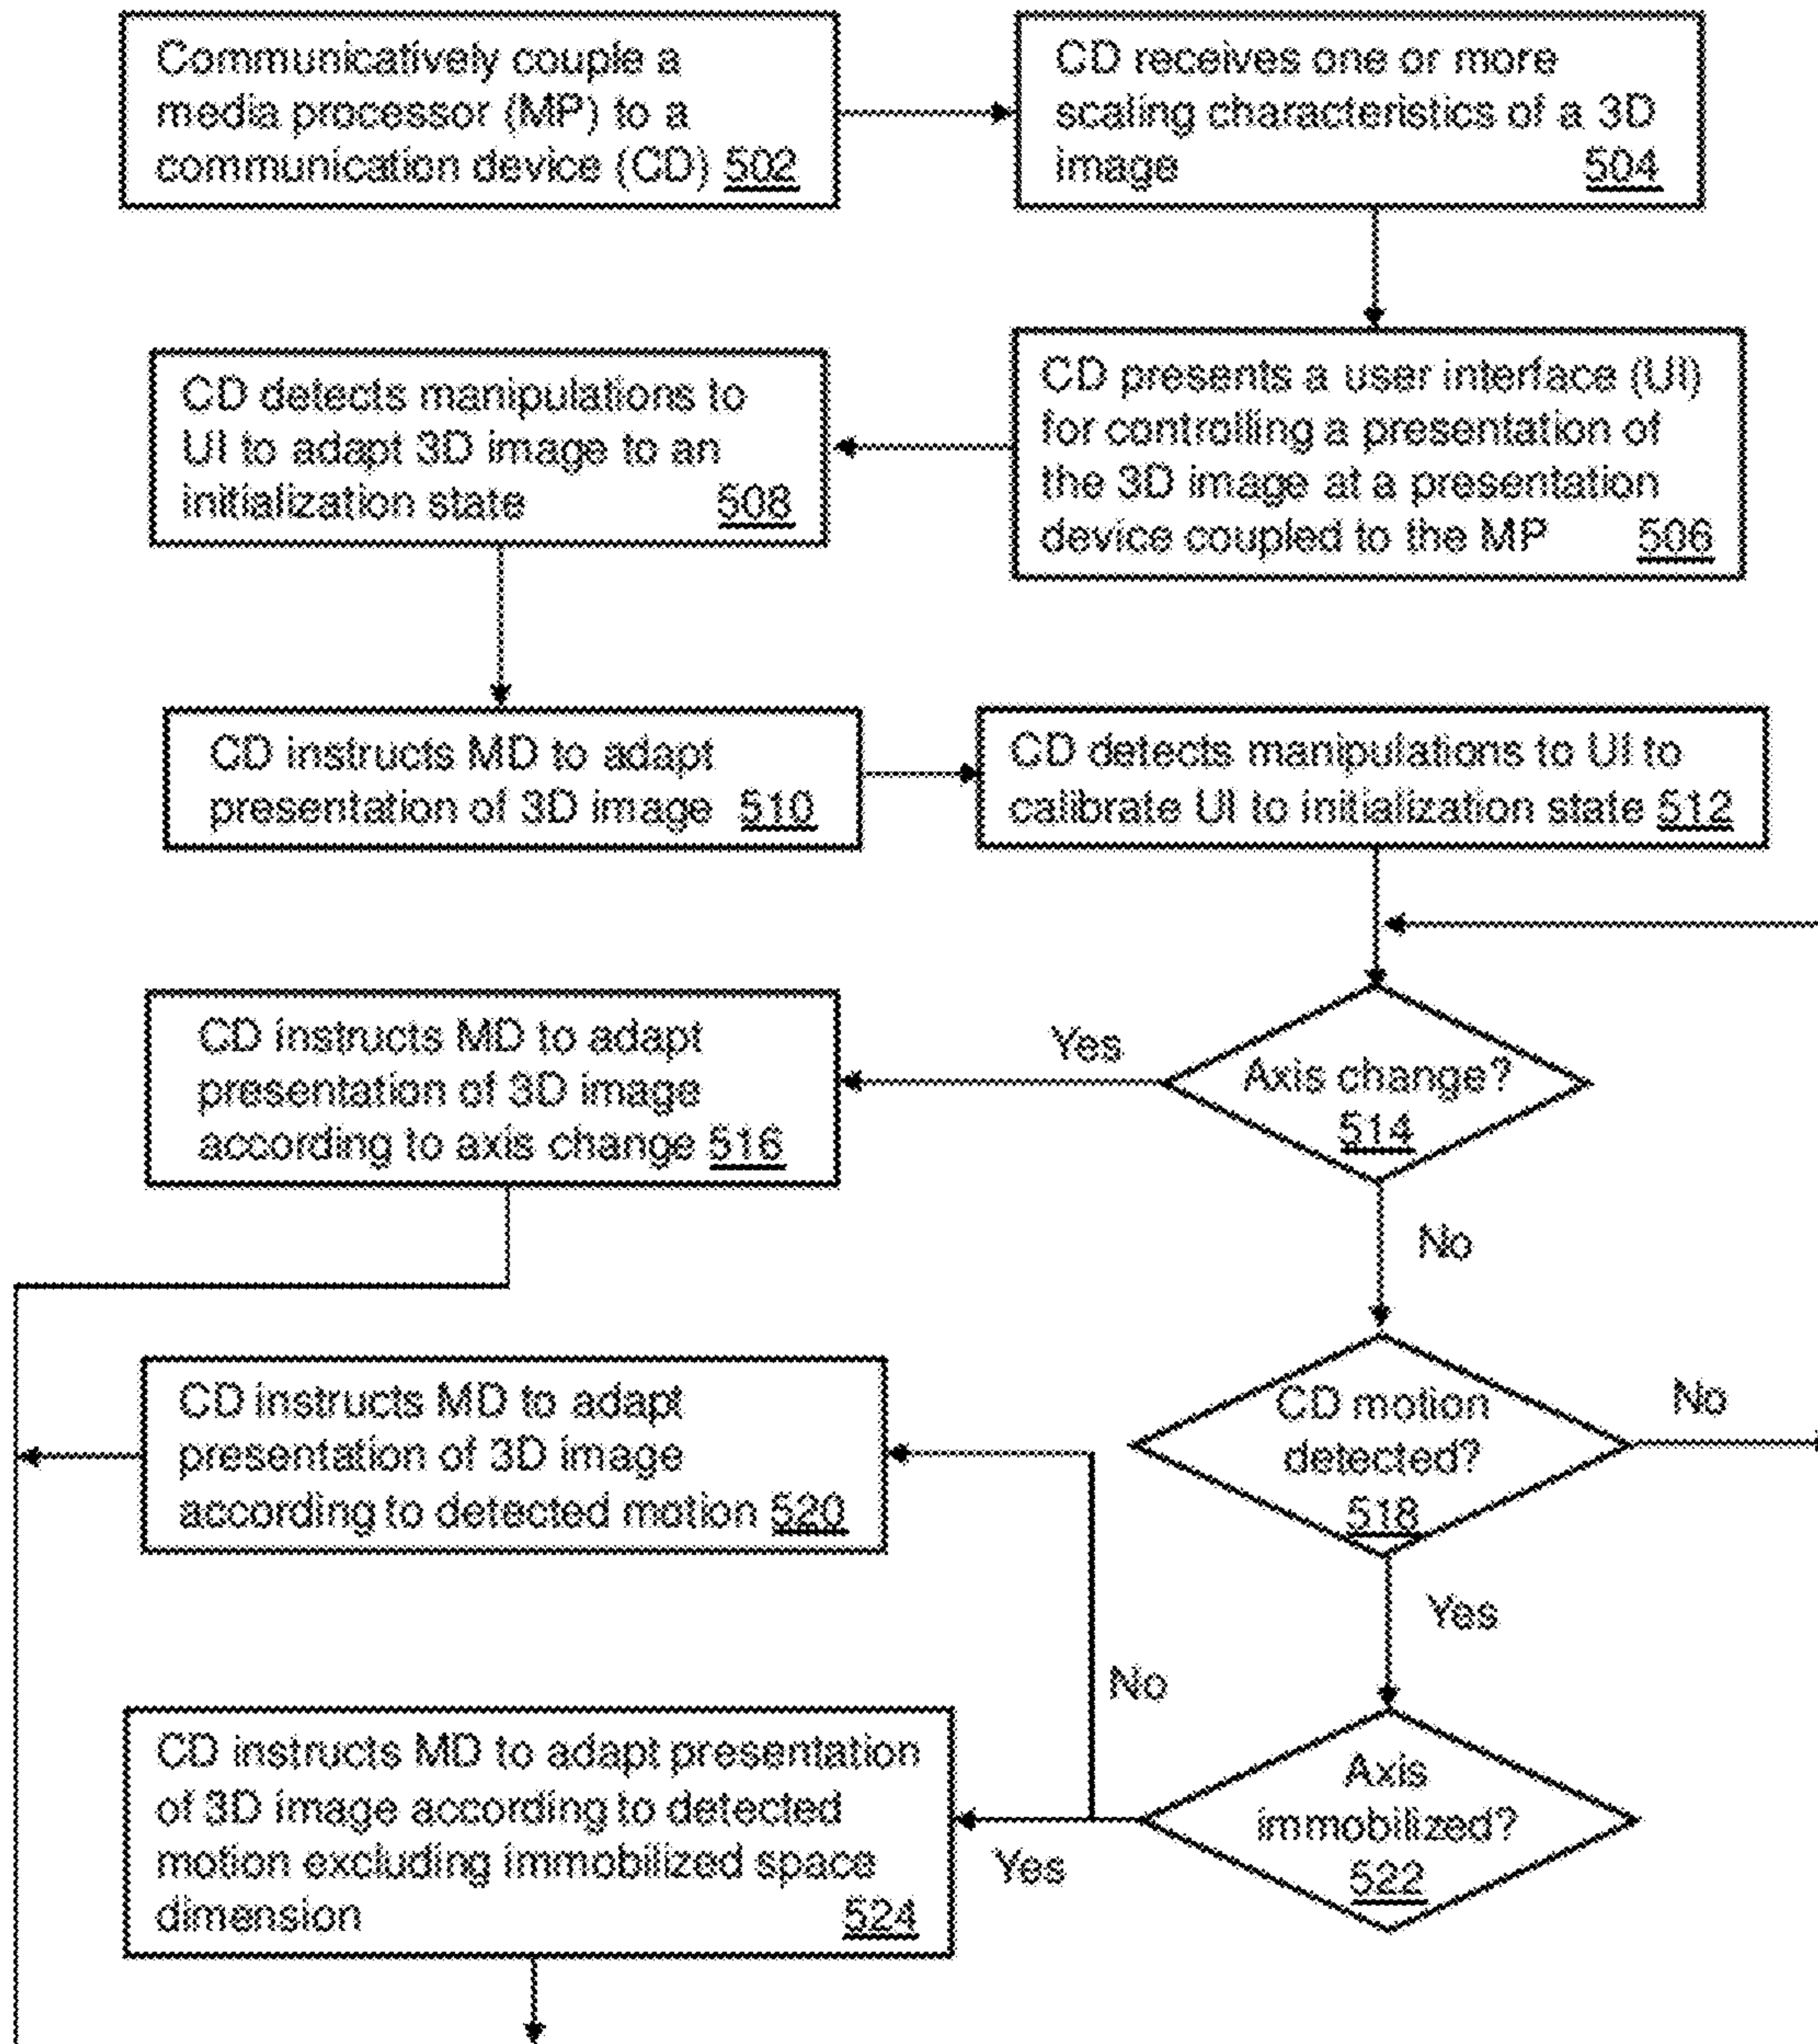 Communicatively couple a
media processor (MP) to a
communication device (CD) 502
CD receives one or more
scaling characteristics of a 3D
image 504
CD presents a user interface (UI)
for controlling a presentation of
the 3D image at a presentation
device coupled to the MP 506
CD detects manipulations to
UI to adapt 3D image to an
initialization state 508
CD instructs MD to adapt
presentation of 3D image 510
CD detects manipulations to UI to
calibrate UI to initialization state 512
Axis change?
514
Yes
CD instructs MD to adapt
presentation of 3D image
according to axis change 516
No
CD motion
detected?
518
No
Yes
CD instructs MD to adapt
presentation of 3D image
according to detected motion 520
No
Axis
immobilized?
522
Yes
CD instructs MD to adapt presentation
of 3D image according to detected
motion excluding immobilized space
dimension 524